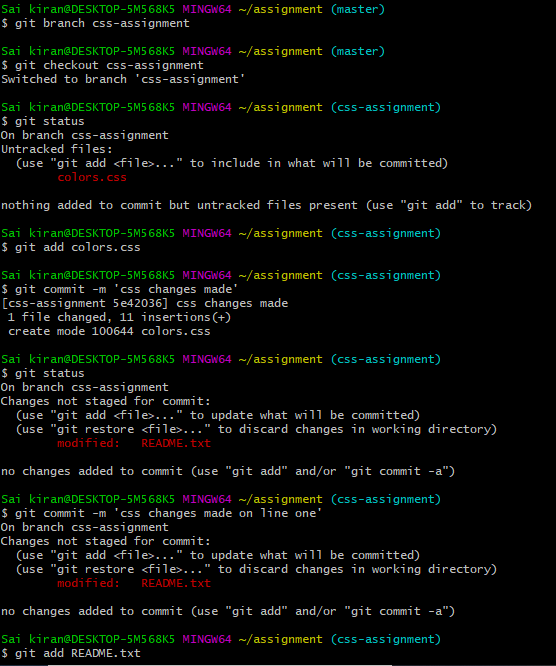 Sai kiran@DESKTOP-5M568K5 MINGW64 ~/assignment (master)
$ git branch css-assignment
Sai kiran@DESKTOP-5M568K5 MINGW64 ~/assignment (master)
$ git checkout css-assignment
Switched to branch 'css-assignment'
Sai kiran@DESKTOP-5M568K5 MINGW64 ~/assignment (css-assignment)
$ git status
On branch css-assignment
Untracked files:
  (use "git add <file>..." to include in what will be committed)
        colors.css
nothing added to commit but untracked files present (use "git add" to track)
Sai kiran@DESKTOP-5M568K5 MINGW64 ~/assignment (css-assignment)
$ git add colors.css
Sai kiran@DESKTOP-5M568K5 MINGW64 ~/assignment (css-assignment)
$ git commit -m 'css changes made'
[css-assignment 5e42036] css changes made
 1 file changed, 11 insertions(+)
 create mode 100644 colors.css
Sai kiran@DESKTOP-5M568K5 MINGW64 ~/assignment (css-assignment)
$ git status
On branch css-assignment
Changes not staged for commit:
  (use "git add <file>..." to update what will be committed)
  (use "git restore <file>..." to discard changes in working directory)
        modified:   README.txt
no changes added to commit (use "git add" and/or "git commit -a")
Sai kiran@DESKTOP-5M568K5 MINGW64 ~/assignment (css-assignment)
$ git commit -m 'css changes made on line one'
On branch css-assignment
Changes not staged for commit:
  (use "git add <file>..." to update what will be committed)
  (use "git restore <file>..." to discard changes in working directory)
        modified:   README.txt
no changes added to commit (use "git add" and/or "git commit -a")
Sai kiran@DESKTOP-5M568K5 MINGW64 ~/assignment (css-assignment)
$ git add README.txt